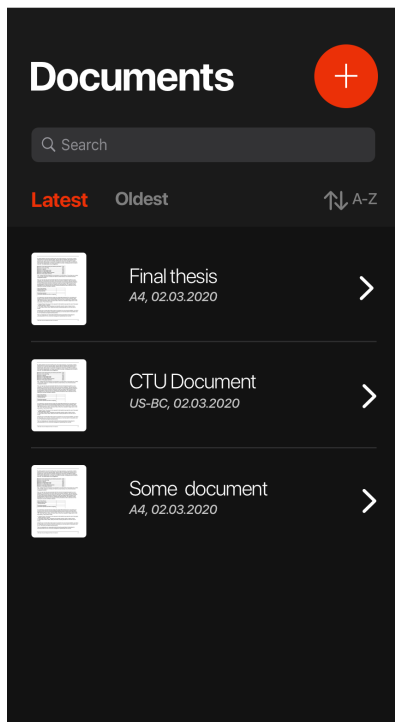 Documents
Search
Latest Oldest A-Z
Final thesis
A4, 02.03.2020
CTU Document
US-BC, 02.03.2020
Some document
A4, 02.03.2020